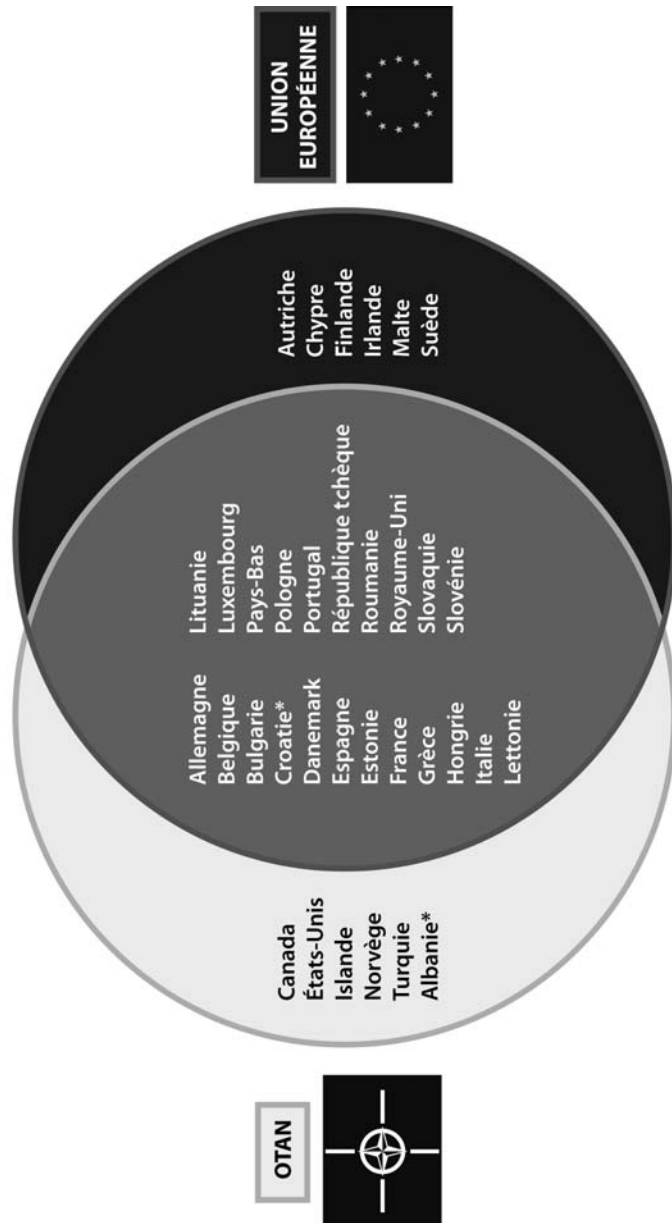 OTAN
Canada
États-Unis
Islande
Norvège
Turquie
Albanie*
Allemagne
Belgique
Bulgarie
Croatie*
Danemark
Espagne
Estonie
France
Grèce
Hongrie
Italie
Lettonie
Lituanie
Luxembourg
Pays-Bas
Pologne
Portugal
République tchèque
Roumanie
Royaume-Uni
Slovaquie
Slovénie
Autriche
Chypre
Finlande
Irlande
Malte
Suède
UNION
EUROPÉENNE